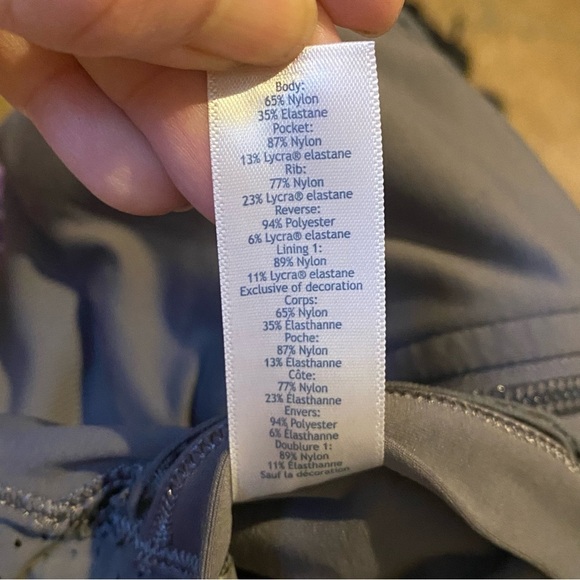 Body:
65% Nylon
35% Elastane
Pocket:
87% Nylon
13% Lycra® elastane
Rib:
77% Nylon
23% Lycra® elastane
Reverse:
94% Polyester
6% Lycra® elastane
Lining 1:
89% Nylon
11% Lycra® elastane
Exclusive of decoration
Corps:
65% Nylon
35% Élasthanne
Poche:
87% Nylon
13% Élasthanne
Côte:
77% Nylon
23% Élasthanne
Envers:
94% Polyester
6% Élasthanne
Doublure 1:
89% Nylon
11% Élasthanne
Sauf la décoration